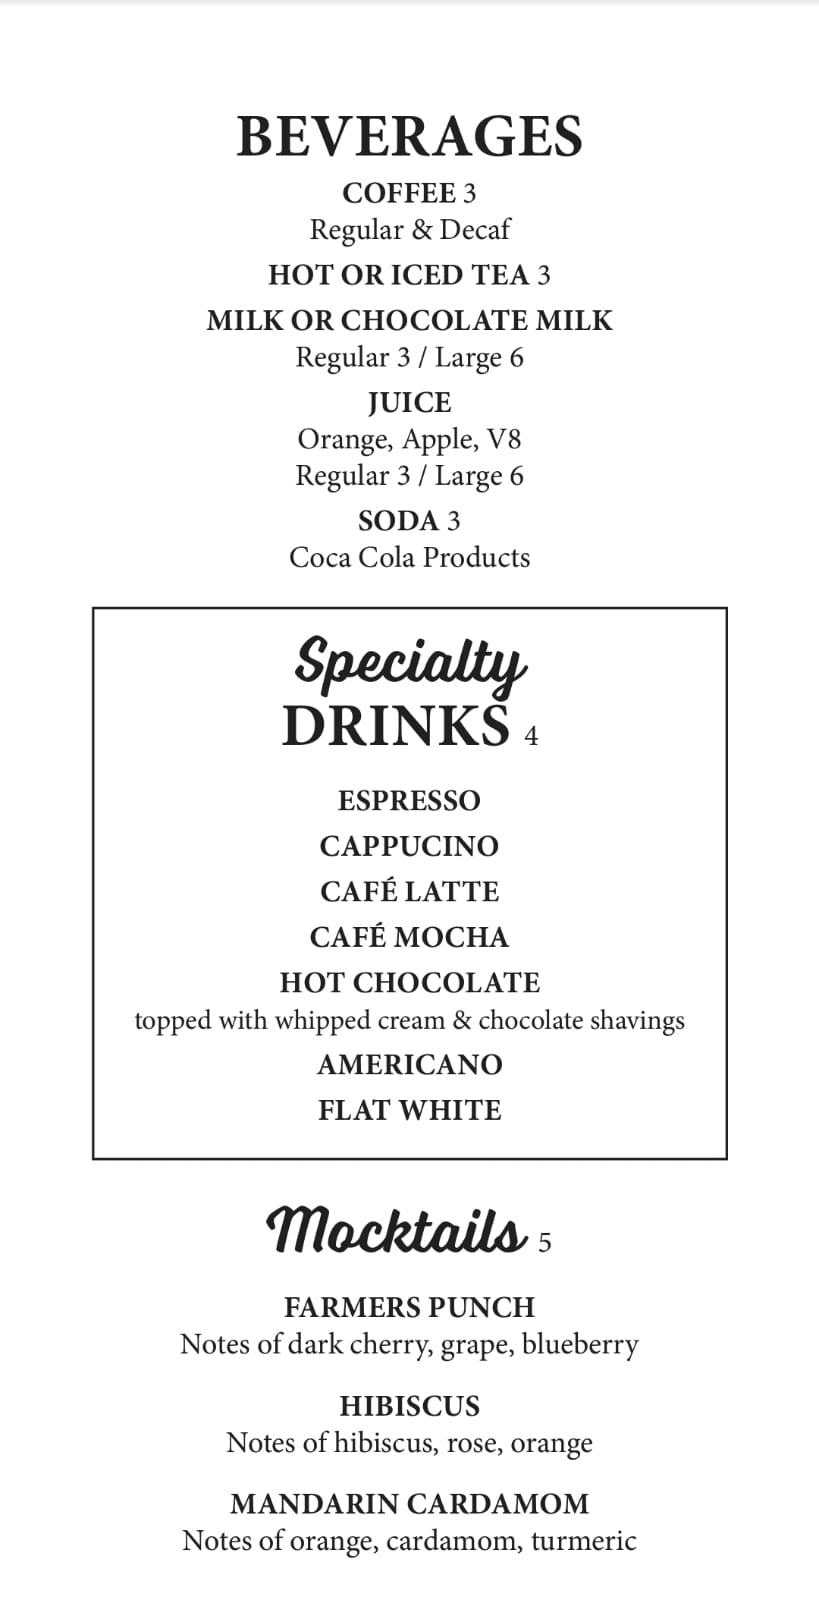 BEVERAGES
COFFEE 3
Regular & Decaf
HOT OR ICED TEA 3
MILK OR CHOCOLATE MILK
Regular 3 / Large 6
JUICE
Orange, Apple, V8
Regular 3 / Large 6
SODA 3
Coca Cola Products
Specialty
DRINKS 4
ESPRESSO
CAPPUCINO
CAFÉ LATTE
CAFÉ MOCHA
HOT CHOCOLATE
topped with whipped cream & chocolate shavings
AMERICANO
FLAT WHITE
Mocktails 5
FARMERS PUNCH
Notes of dark cherry, grape, blueberry
HIBISCUS
Notes of hibiscus, rose, orange
MANDARIN CARDAMOM
Notes of orange, cardamom, turmeric